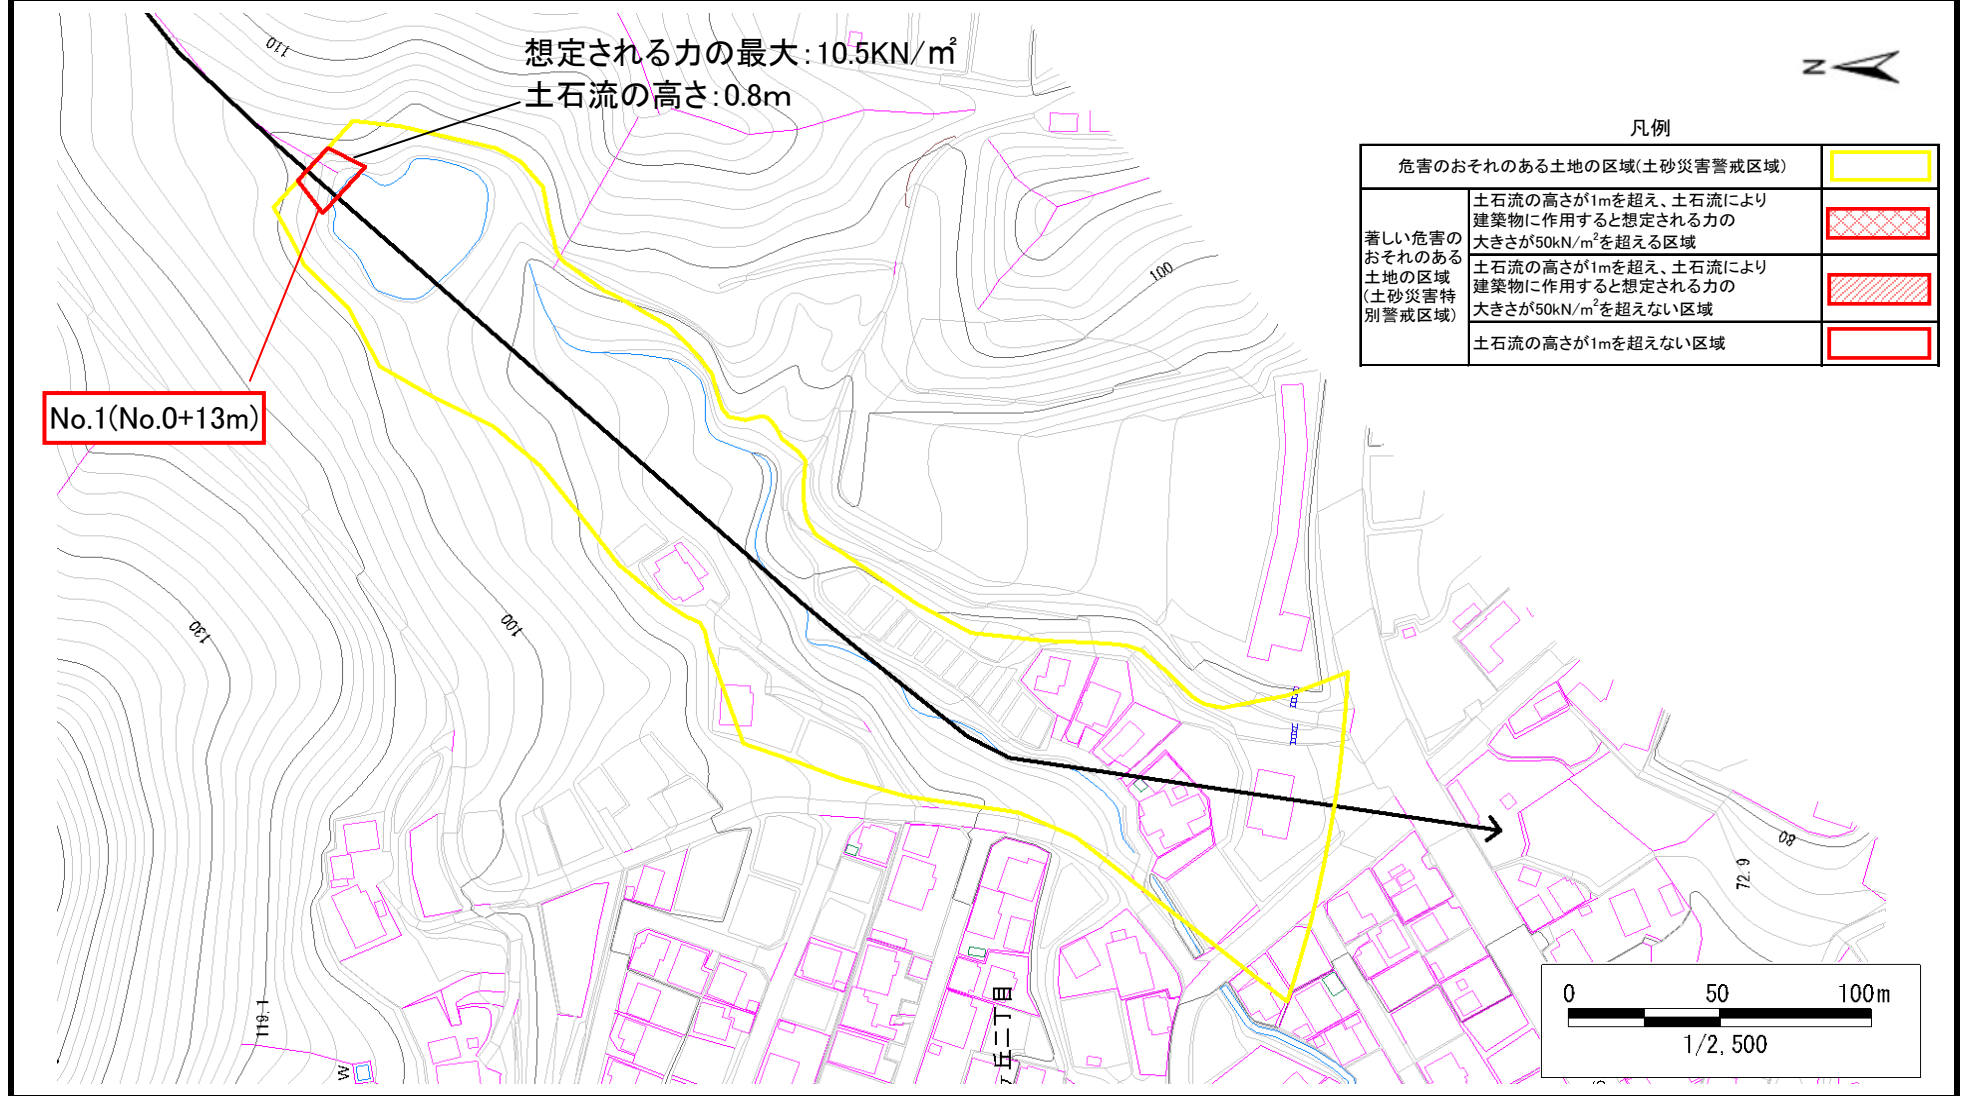 想定される力の最大:10.5KN/㎡
土石流の高さ:0.8m
110
N
凡例
危害のおそれのある土地の区域(土砂災害警戒区域)
著しい危害の
おそれのある
土地の区域
(土砂災害特
別警戒区域)
土石流の高さが1mを超え、土石流により
建築物に作用すると想定される力の
大きさが50kN/m²を超える区域
土石流の高さが1mを超え、土石流により
建築物に作用すると想定される力の
大きさが50kN/m²を超えない区域
土石流の高さが1mを超えない区域
100
No.1(No.0+13m)
130
100
80
72.9
119.1
W
丘二丁目
0 50 100m
1/2,500